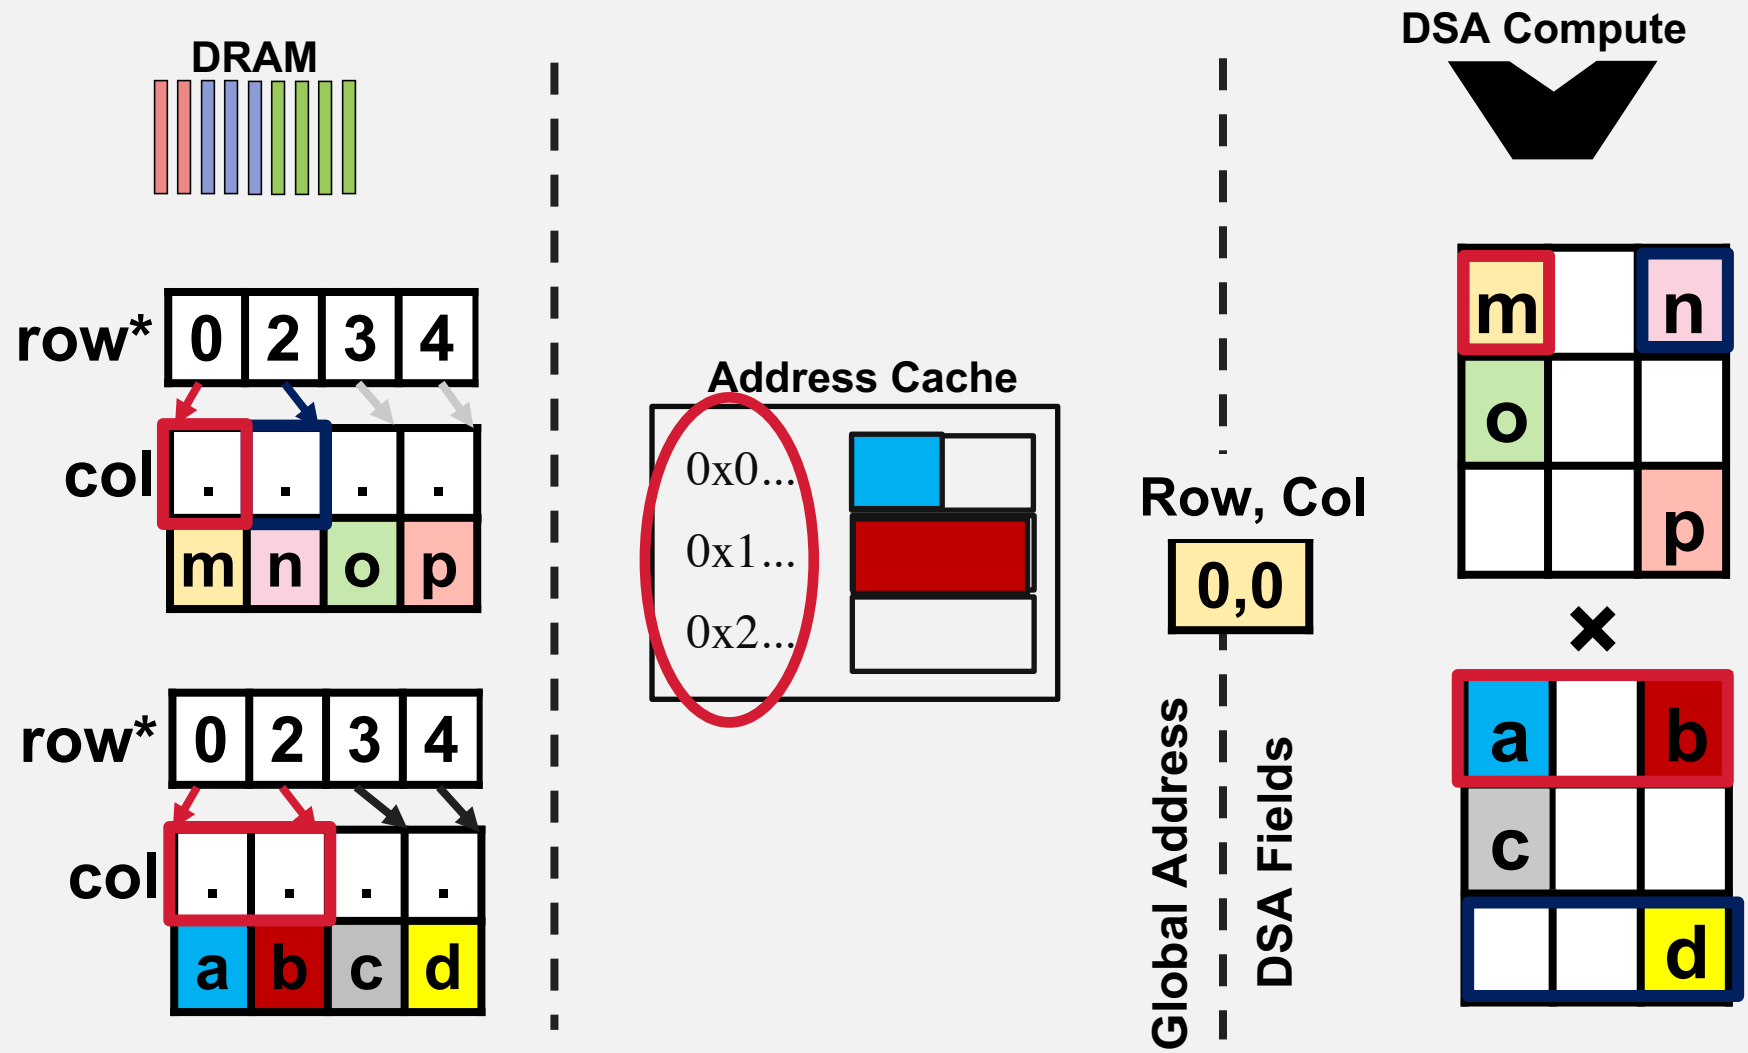 DRAM
row* 0 2 3 4
col . . . .
m n o p
row* 0 2 3 4
col . . . .
a b c d
Address Cache
0x0...
0x1...
0x2...
Row, Col
0,0
Global Address
DSA Fields
DSA Compute
m n
o
p
×
a b
c
d